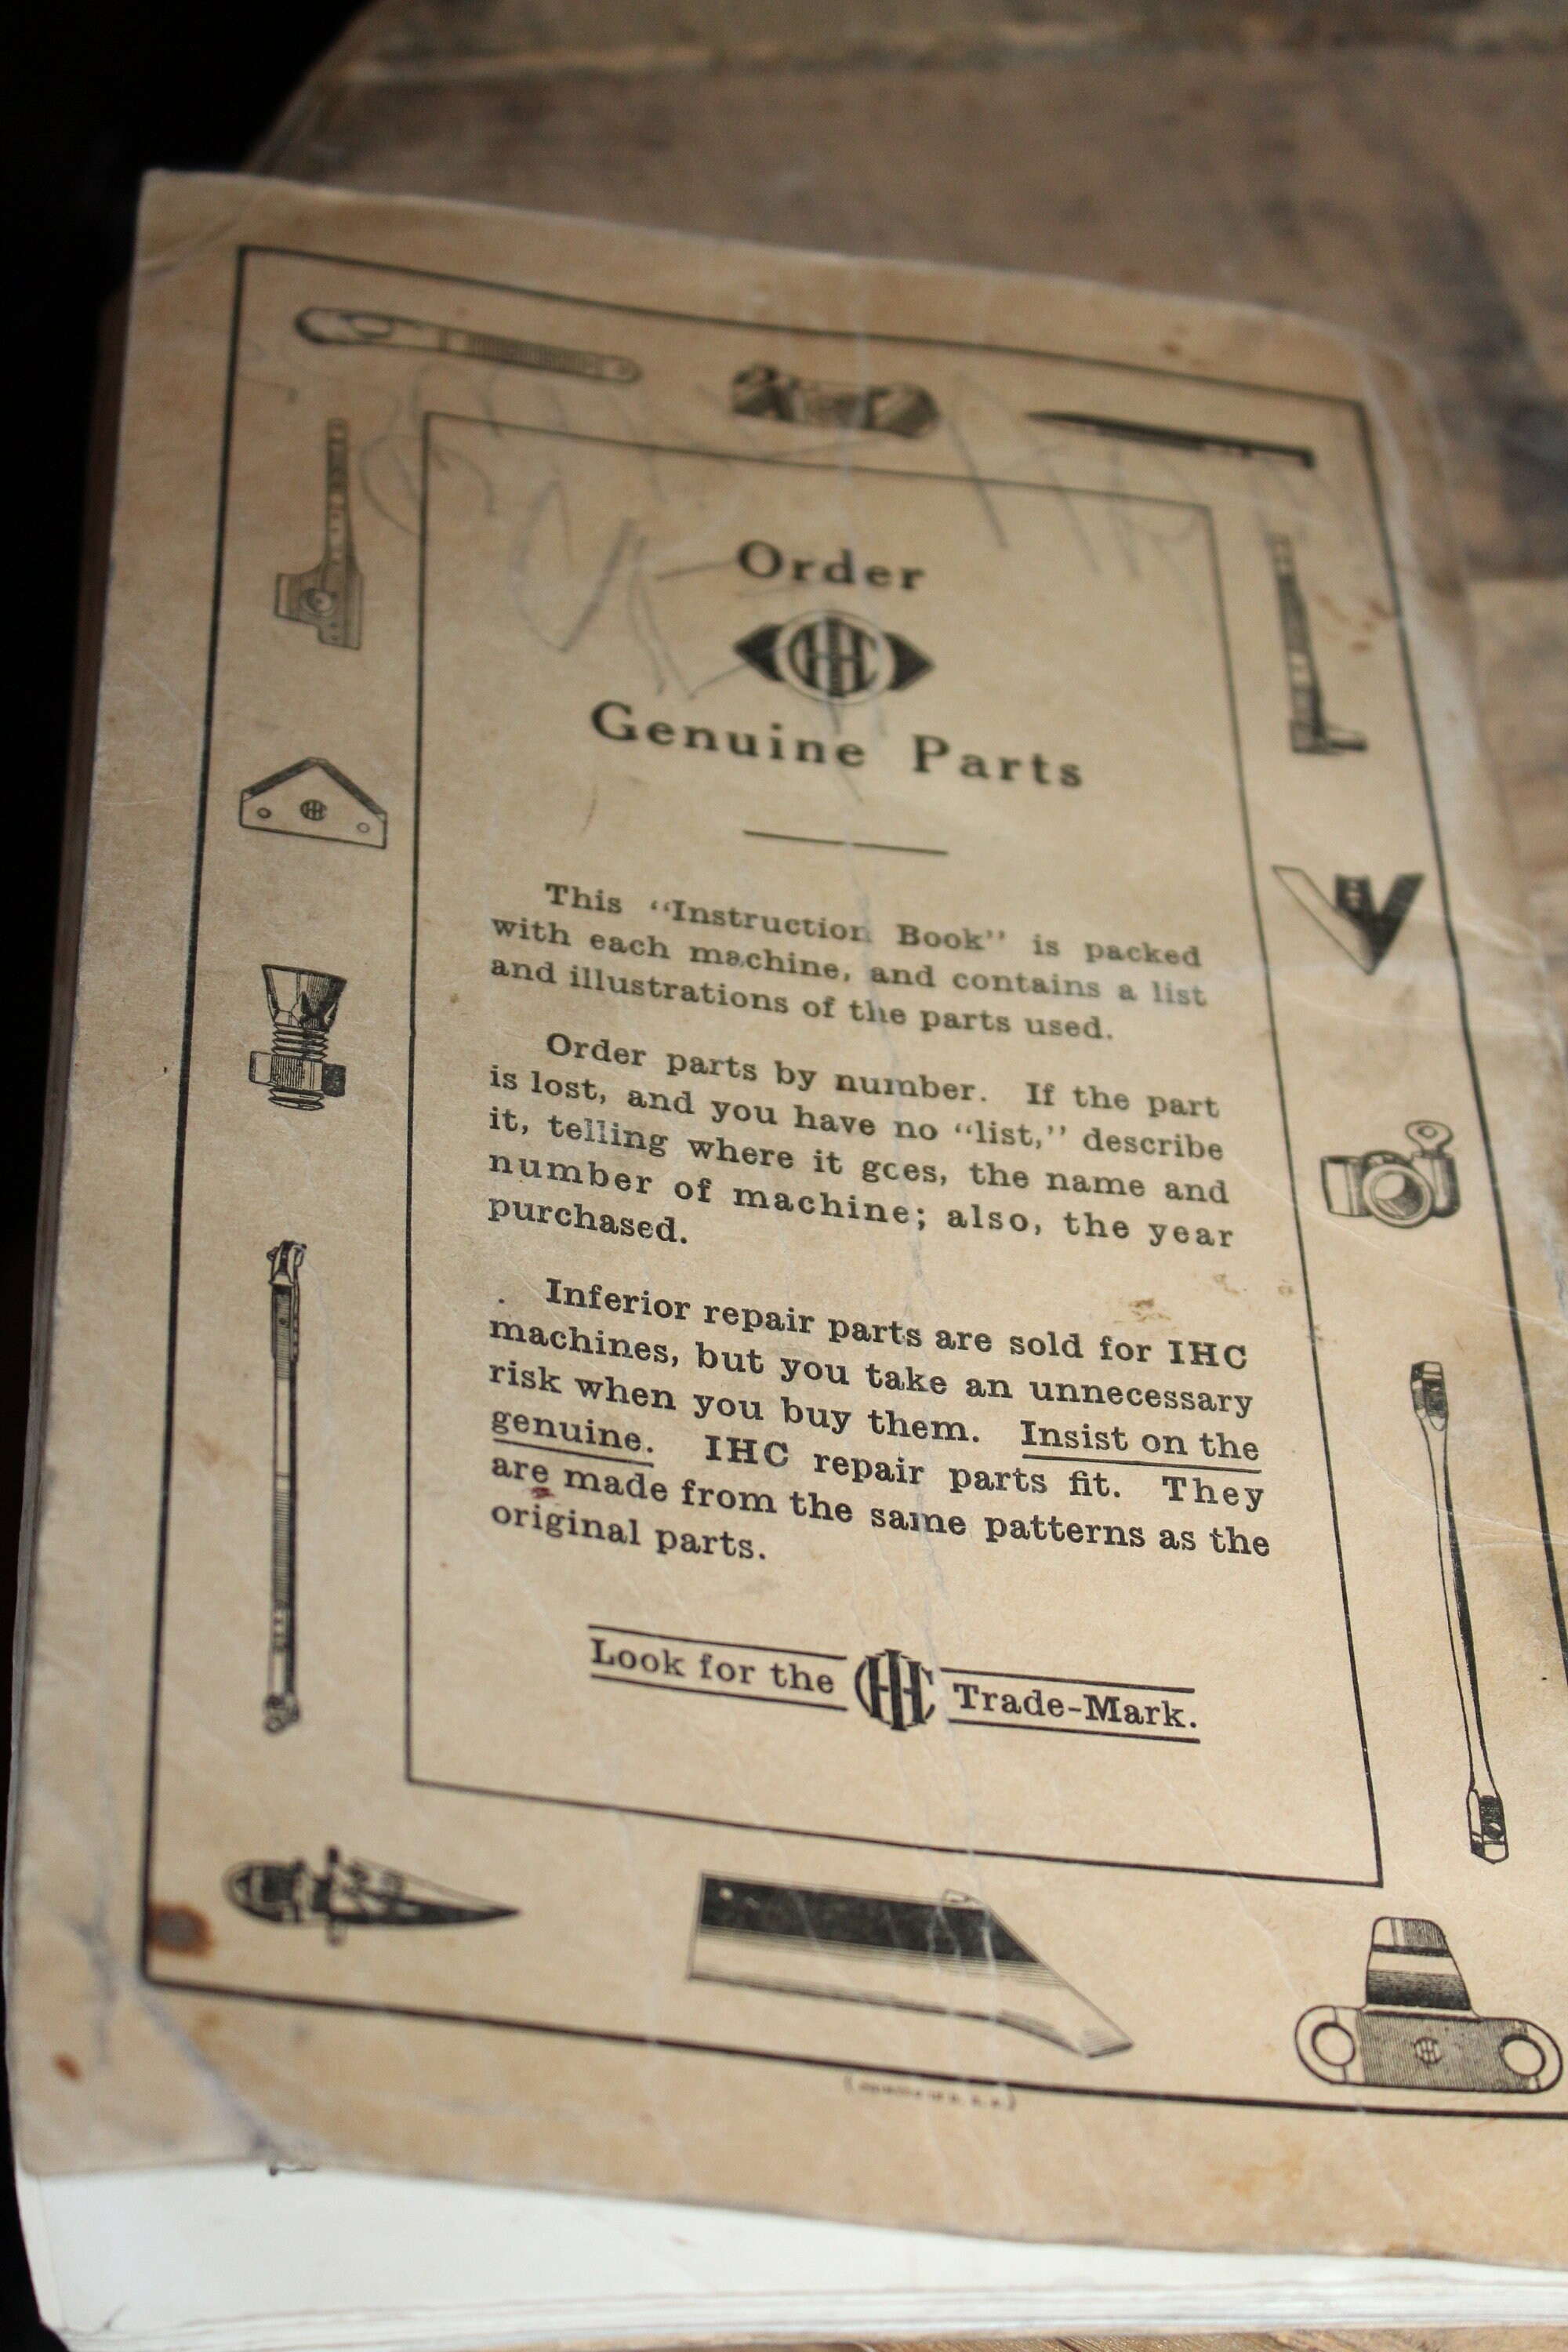 Order
IHC
Genuine Parts
This “Instruction Book” is packed
with each machine, and contains a list
and illustrations of the parts used.
Order parts by number. If the part
is lost, and you have no “list,” describe
it, telling where it goes, the name and
number of machine; also, the year
purchased.
Inferior repair parts are sold for IHC
machines, but you take an unnecessary
risk when you buy them. Insist on the
genuine. IHC repair parts fit. They
are made from the same patterns as the
original parts.
Look for the IHC Trade-Mark.
IHC
IHC